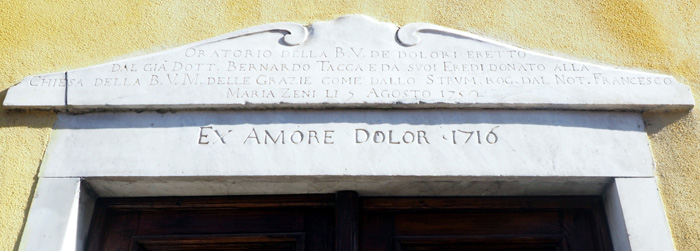 ORATORIO DELLA B.V. DE DOLORI ERETTO
DAL GIÀ DOTT. BERNARDO TACCA E DA SUOI EREDI DONATO ALLA
CHIESA DELLA B.V.M. DELLE GRAZIE COME DALLO STRUM. ROG. DAL NOT. FRANCESCO
MARIA ZENI LI 5 AGOSTO
EX AMORE DOLOR · 1716